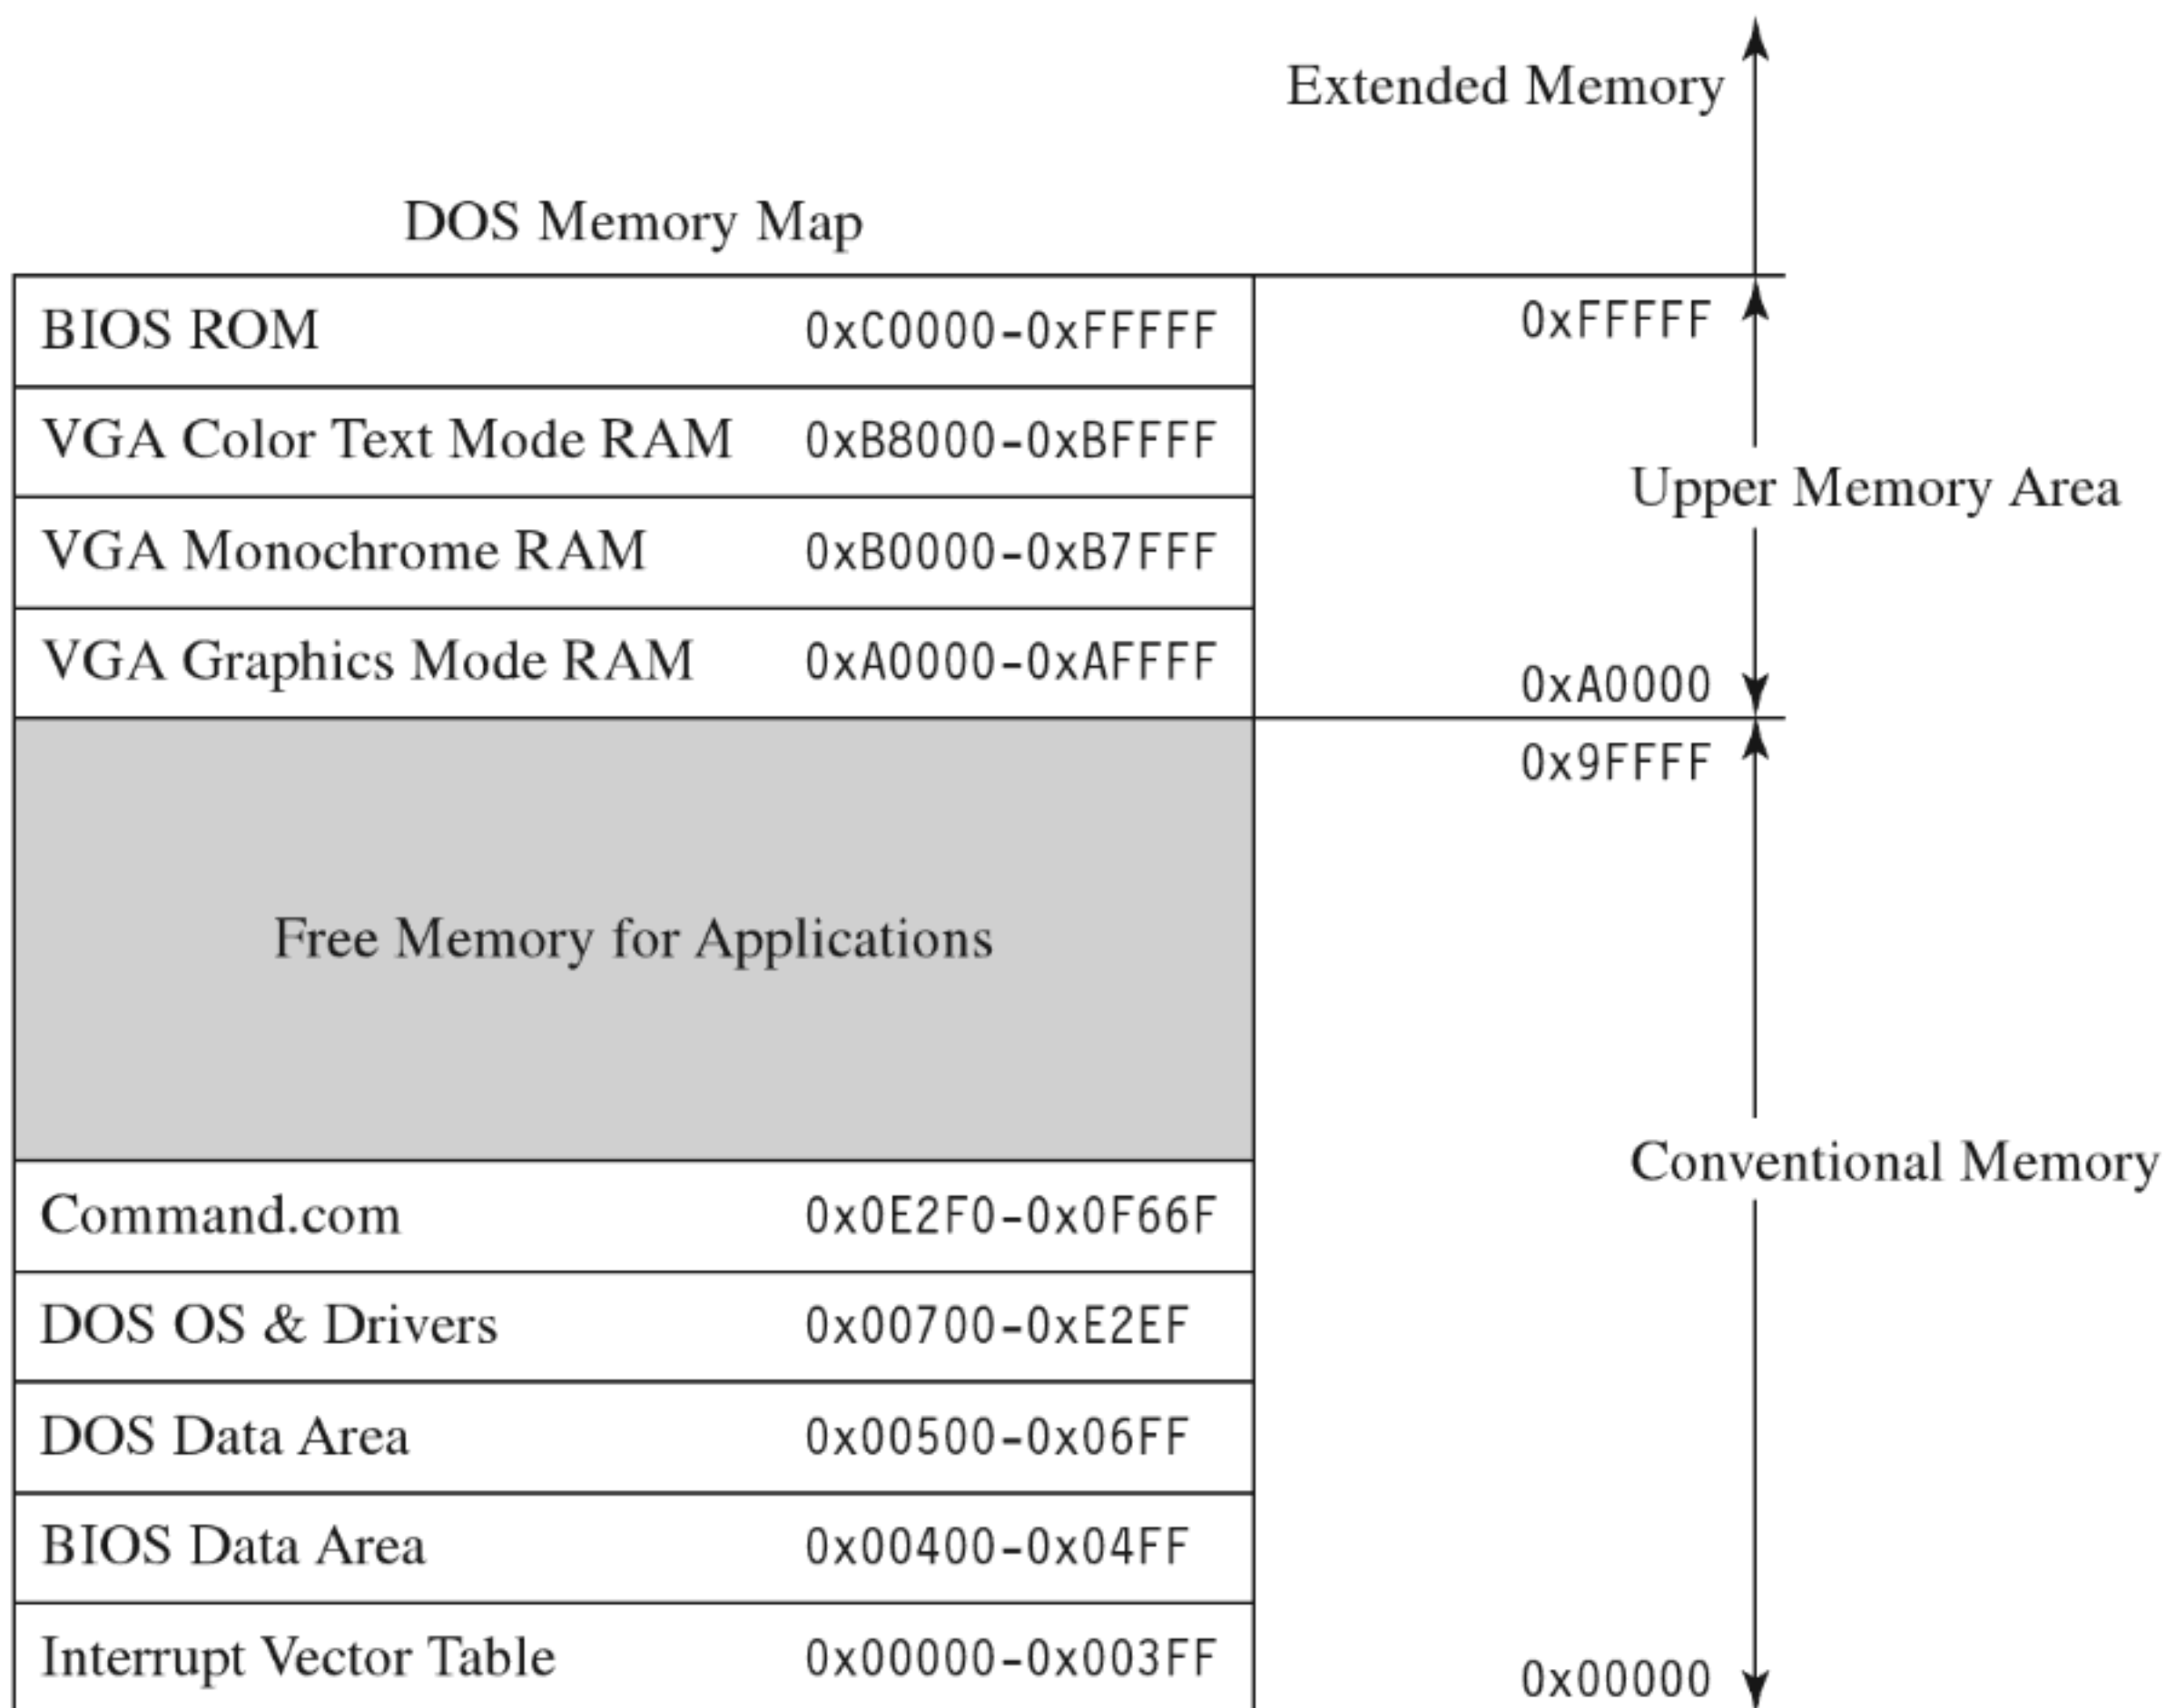 Extended Memory
DOS Memory Map
BIOS ROM 0xC0000-0xFFFFF 0xFFFFF
VGA Color Text Mode RAM 0xB8000-0xBFFFF
Upper Memory Area
VGA Monochrome RAM 0xB0000-0xB7FFF
VGA Graphics Mode RAM 0xA0000-0xAFFFF 0xA0000
0x9FFFF
Free Memory for Applications
Conventional Memory
Command.com 0x0E2F0-0x0F66F
DOS OS & Drivers 0x00700-0xE2EF
DOS Data Area 0x00500-0x06FF
BIOS Data Area 0x00400-0x04FF
Interrupt Vector Table 0x00000-0x003FF 0x00000